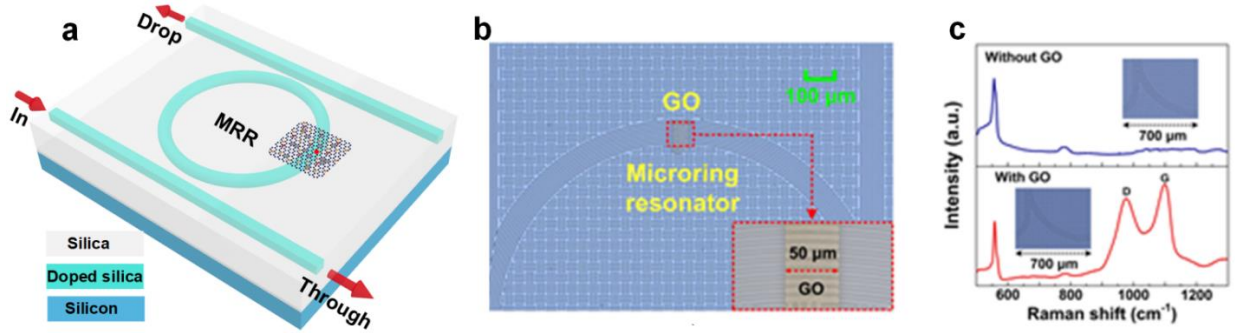 a
Drop
In
MRR
Through
Silica
Doped silica
Silicon
b
GO
100 μm
Microring
resonator
50 μm
GO
c
Without GO
700 μm
With GO
D
G
700 μm
Intensity (a.u.)
600
800
1000
1200
Raman shift (cm⁻¹)